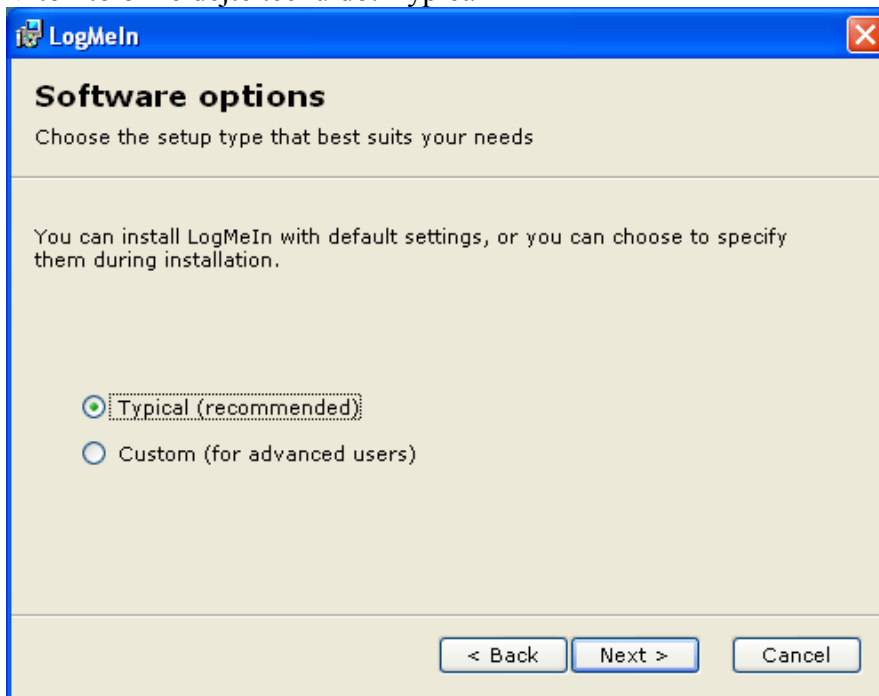 LogMeIn
Software options
Choose the setup type that best suits your needs
You can install LogMeIn with default settings, or you can choose to specify
them during installation.
Typical (recommended)
Custom (for advanced users)
< Back Next > Cancel